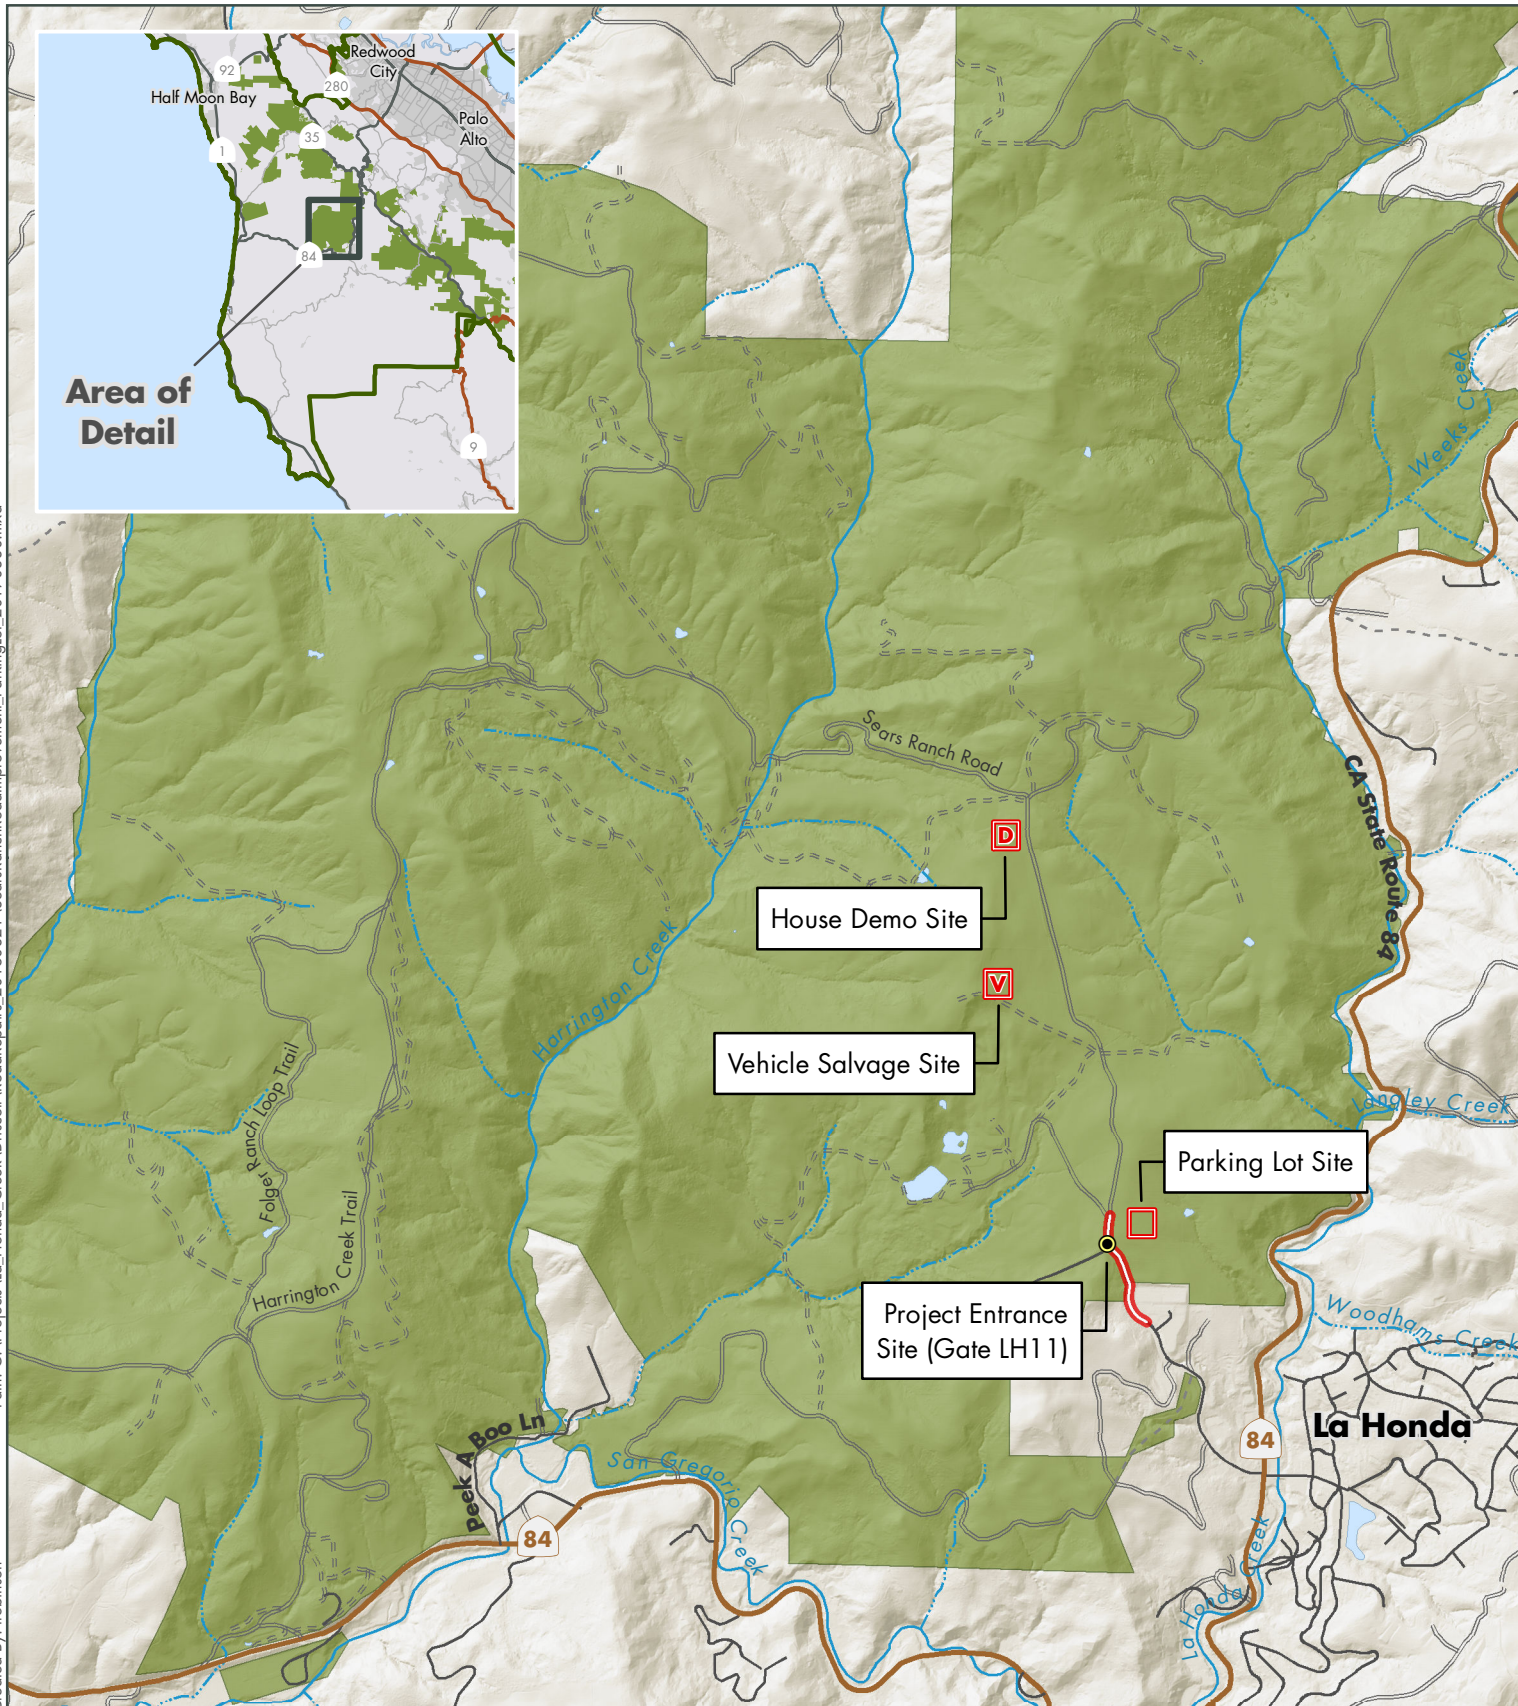 Redwood
City
92
280
Half Moon Bay
Palo
Alto
35
1
84
Area of
Detail
9
Weeks Creek
Sears Ranch Road
CA State Route 84
D
House Demo Site
Harrington Creek
V
Vehicle Salvage Site
Langley Creek
Folger Ranch Loop Trail
Parking Lot Site
Harrington Creek Trail
Project Entrance
Site (Gate LH11)
Woodhams Creek
La Honda
84
Peek A Boo Ln
San Gregorio Creek
84
La Honda Creek